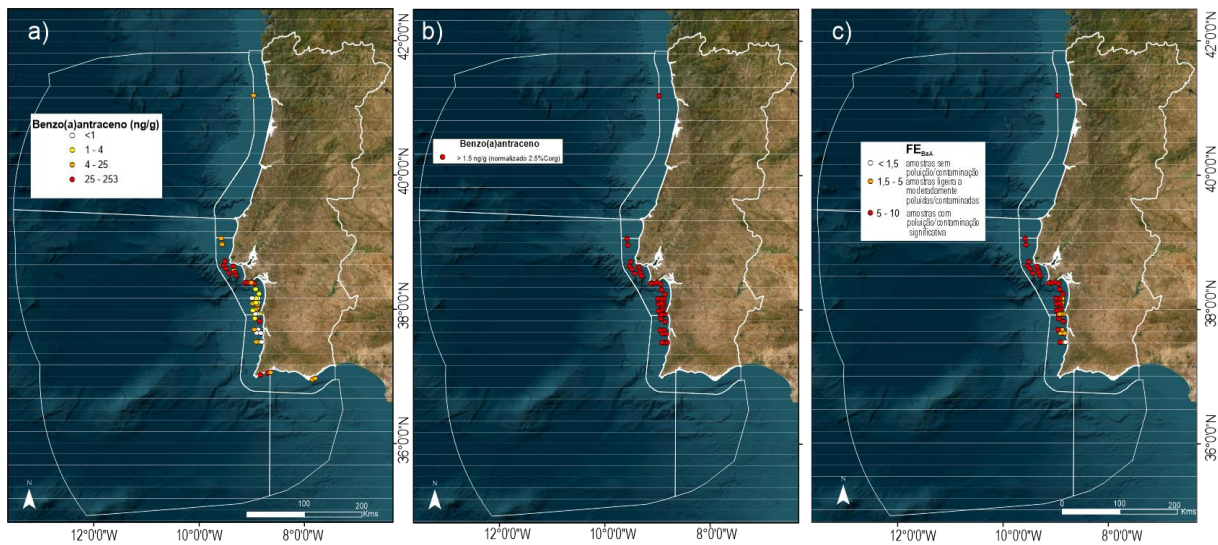 a)
Benzo(a)antraceno (ng/g)
<1
1 - 4
4 - 25
25 - 253
N
100 200
Kms
12°0'0"W 10°0'0"W 8°0'0"W
42°0'0"N
40°0'0"N
38°0'0"N
36°0'0"N
b)
Benzo(a)antraceno
> 1.5 ng/g (normalizado 2.5%Corg)
N
12°0'0"W 10°0'0"W 8°0'0"W
42°0'0"N
40°0'0"N
38°0'0"N
36°0'0"N
c)
FE BaA
< 1,5 amostras sem
poluição/contaminação
1,5 - 5 amostras ligeira a
moderadamente
poluidas/contaminadas
5 - 10 amostras com
poluição/contaminação
significativa
N
0 100 200
Kms
12°0'0"W 10°0'0"W 8°0'0"W
42°0'0"N
40°0'0"N
38°0'0"N
36°0'0"N